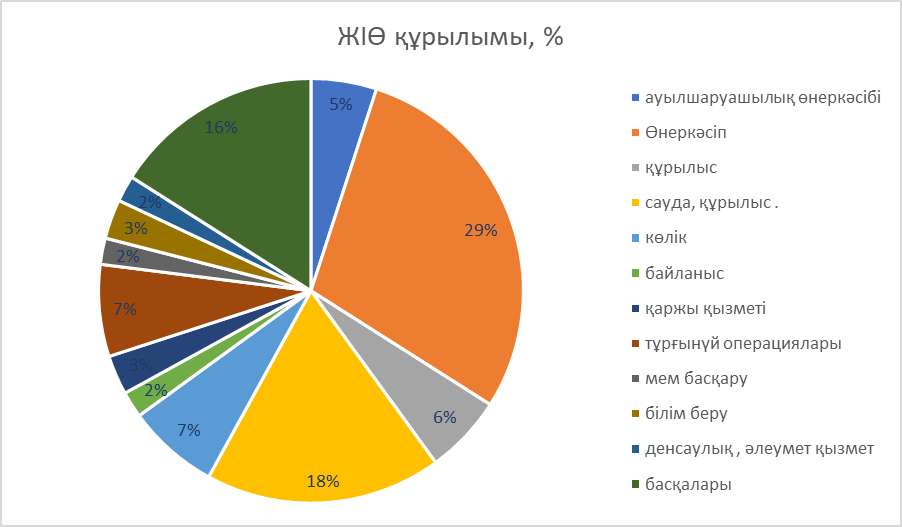 ЖІӨ құрылымы, %
5%
29%
6%
18%
7%
2%
3%
7%
2%
3%
2%
16%
ауылшаруашылық өнеркәсібі
Өнеркәсіп
құрылыс
сауда, құрылыс .
көлік
байланыс
қаржы қызметі
тұрғынүй операциялары
мем басқару
білім беру
денсаулық , әлеумет қызмет
басқалары